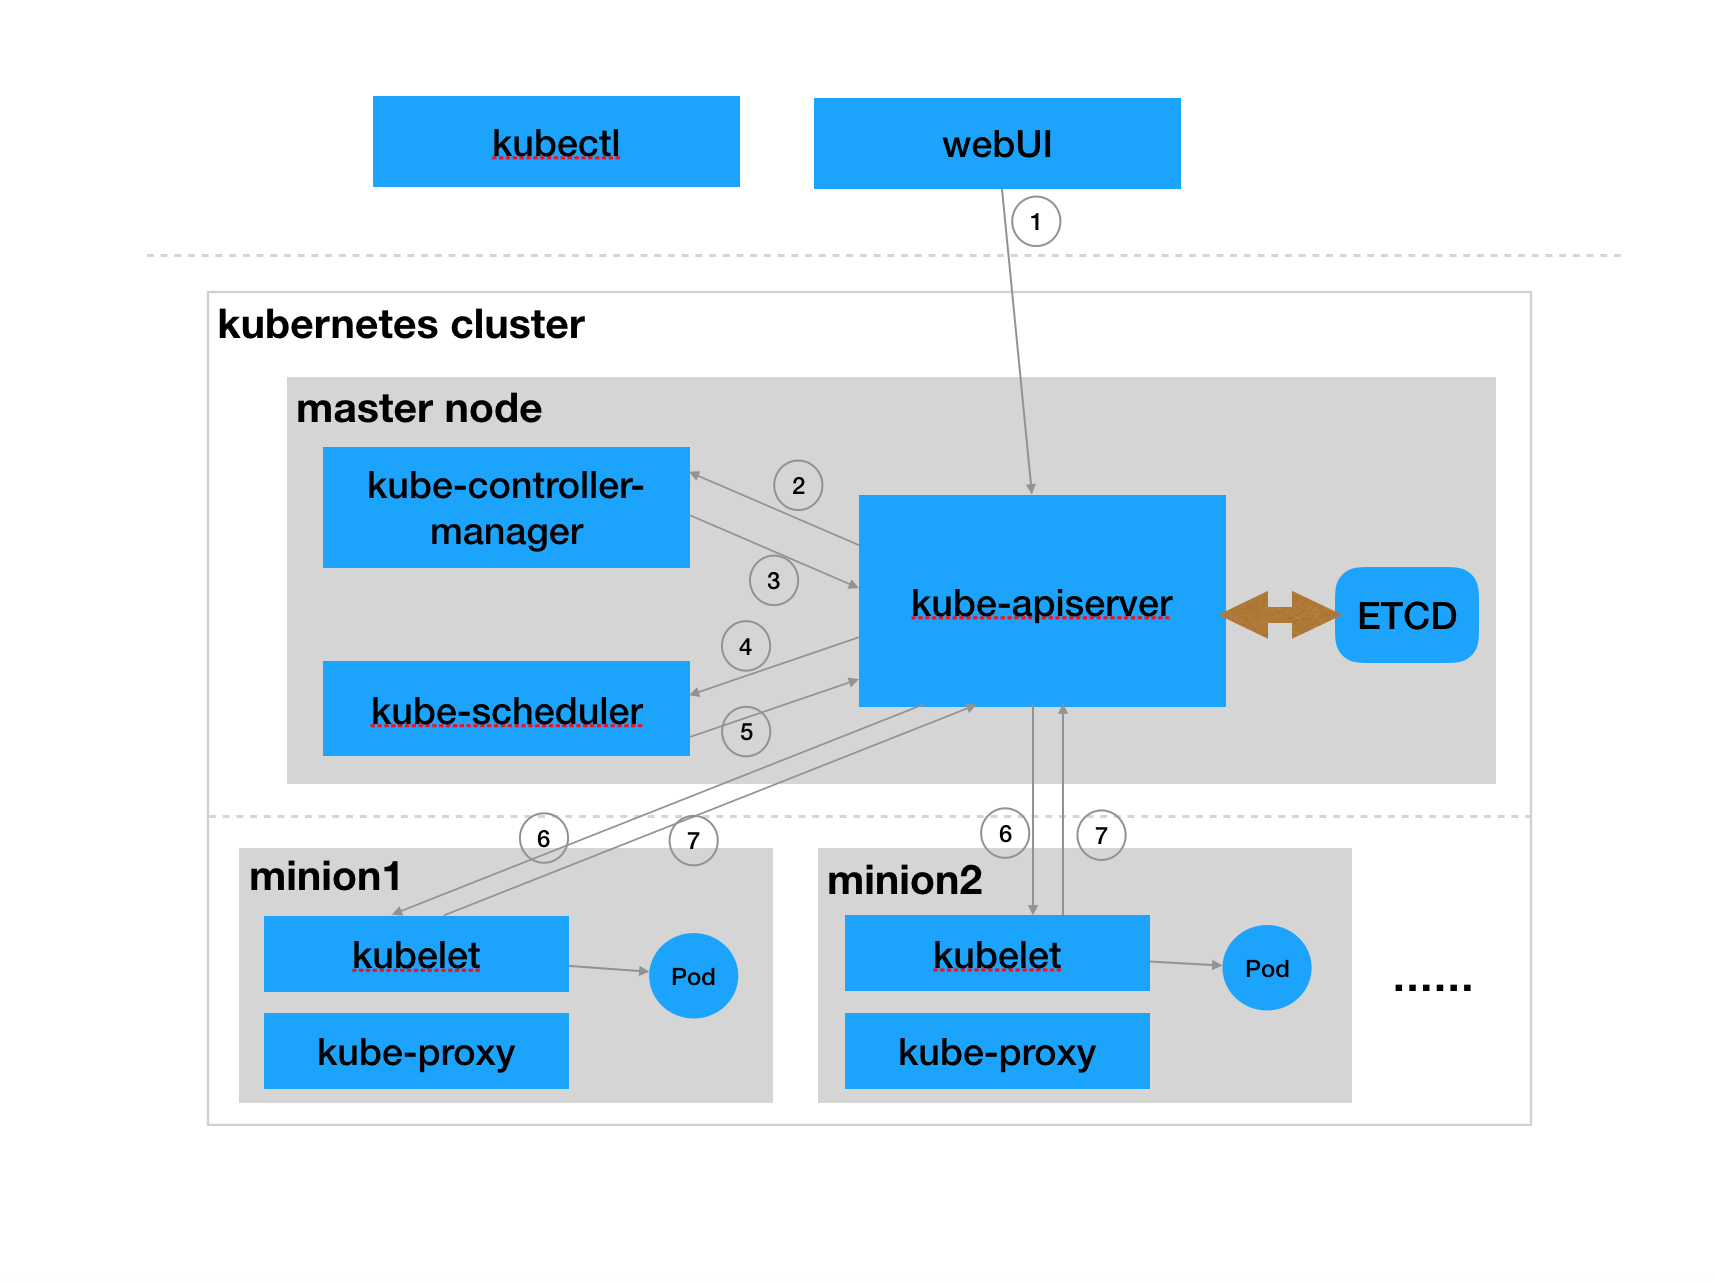 kubectl
webUI
1
kubernetes cluster
master node
kube-controller-
manager
2
3
kube-apiserver
ETCD
4
kube-scheduler
5
6
7
6
7
minion1
kubelet
Pod
kube-proxy
minion2
kubelet
Pod
kube-proxy
......